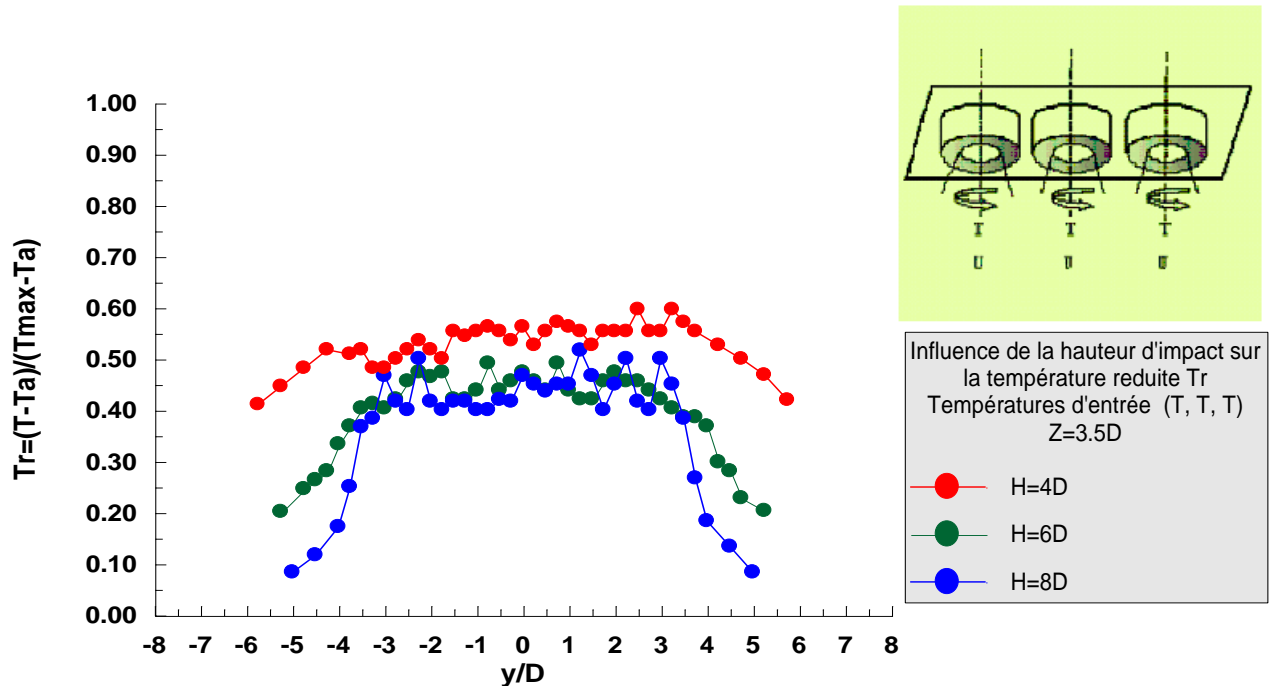 1.00
0.90
0.80
0.70
0.60
0.50
0.40
0.30
0.20
0.10
0.00
Tr=(T-Ta)/(Tmax-Ta)
-8 -7 -6 -5 -4 -3 -2 -1 0 1 2 3 4 5 6 7 8
y/D
T T T
Influence de la hauteur d'impact sur
la température reduite Tr
Températures d'entrée (T, T, T)
Z=3.5D
H=4D
H=6D
H=8D